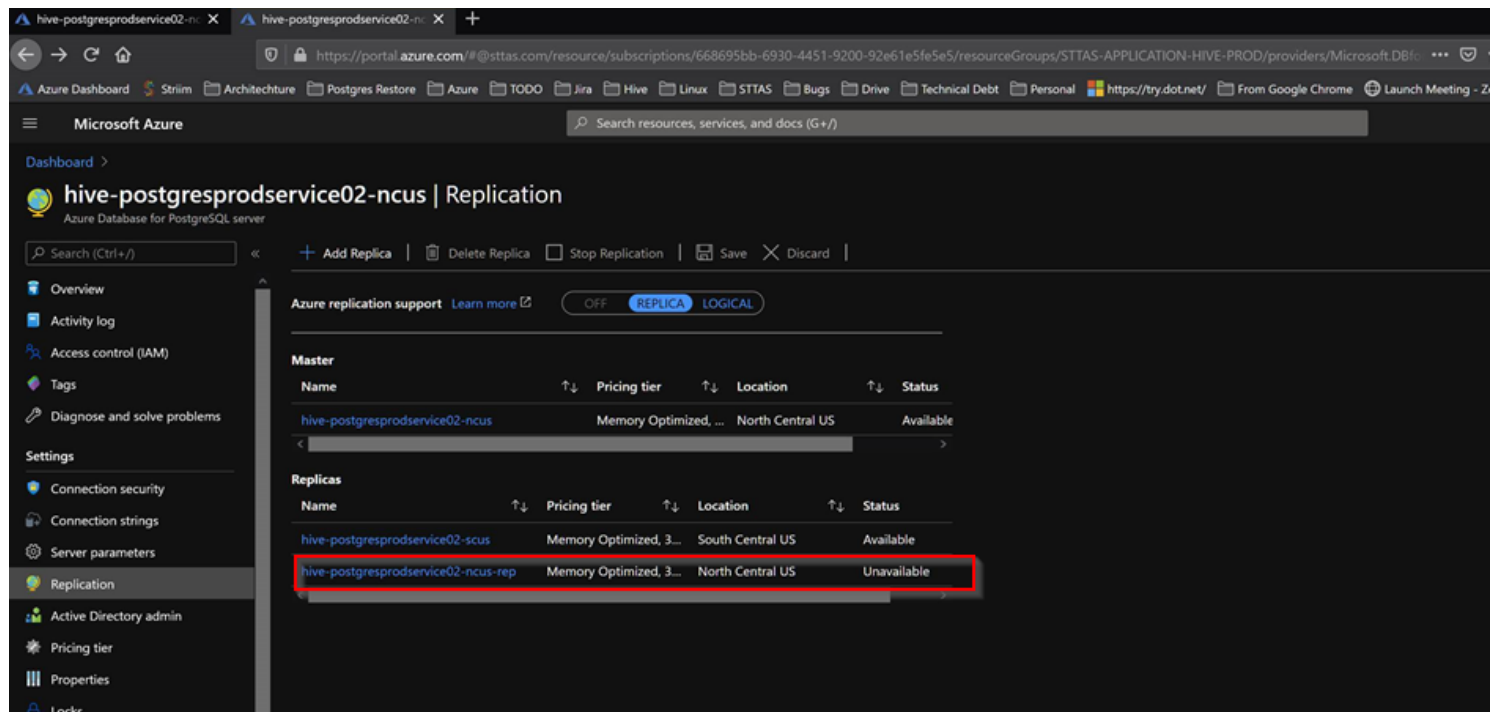 hive-postgresprodservice02-nc
hive-postgresprodservice02-nc
https://portal.azure.com/#@sttas.com/resource/subscriptions/668695bb-6930-4451-9200-92e61e5fe5e5/resourceGroups/STTAS-APPLICATION-HIVE-PROD/providers/Microsoft.DBfo
Azure Dashboard Striim Architechture Postgres Restore Azure TODO Jira Hive Linux STTAS Bugs Drive Technical Debt Personal https://try.dot.net/ From Google Chrome Launch Meeting - Z
Microsoft Azure
Search resources, services, and docs (G+/)
Dashboard >
hive-postgresprodservice02-ncus | Replication
Azure Database for PostgreSQL server
Search (Ctrl+/)
«
+ Add Replica | Delete Replica Stop Replication | Save Discard |
Overview
Activity log
Access control (IAM)
Tags
Diagnose and solve problems
Settings
Connection security
Connection strings
Server parameters
Replication
Active Directory admin
Pricing tier
Properties
Locks
Azure replication support Learn more OFF REPLICA LOGICAL
Master
Name Pricing tier Location Status
hive-postgresprodservice02-ncus Memory Optimized, ... North Central US Available
Replicas
Name Pricing tier Location Status
hive-postgresprodservice02-scus Memory Optimized, 3... South Central US Available
hive-postgresprodservice02-ncus-rep Memory Optimized, 3... North Central US Unavailable